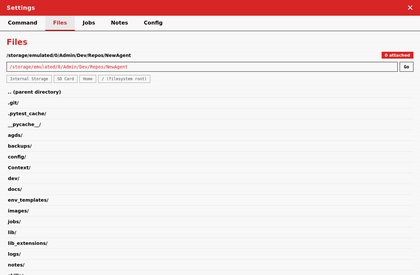 Settings ✕
Command Files Jobs Notes Config
Files
/storage/emulated/0/Admin/Dev/Repos/NewAgent 0 attached
/storage/emulated/0/Admin/Dev/Repos/NewAgent Go
Internal Storage SD Card Home / (filesystem root)
.. (parent directory)
.git/
.pytest_cache/
__pycache__/
agds/
backups/
config/
Context/
dev/
docs/
env_templates/
images/
jobs/
lib/
lib_extensions/
logs/
notes/